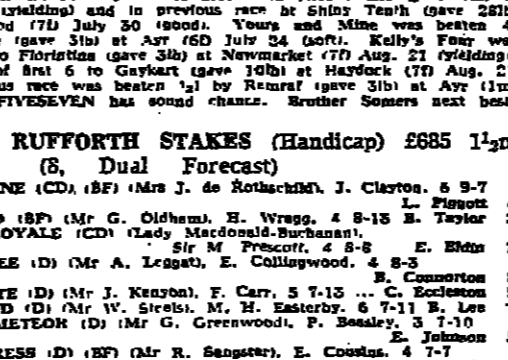 yielding) and in previous race bt Shiny Tenth (gave 28lb
(7f) July 30 (good). Yours and Mine was beaten 4
(gave 3lb) at Ayr (6f) July 24 (soft). Kelly's Four w
o Floristina (gave 3lb) at Newmarket (7f) Aug. 21 (yielding
of first 6 to Gaykart (gave 10lb) at Haydock (7f) Aug.
us race was beaten ½l by Remraf (gave 3lb) at Ayr (1m
FIVESEVEN has sound chance. Brother Somers next best
RUFFORTH STAKES (Handicap) £685 1½m
(8, Dual Forecast)
NE (CD), (BF) (Mrs J. de Rothschild), J. Clayton, 6 9-7
L. Piggott
(BF) (Mr G. Oldham), H. Wragg, 4 8-13 B. Taylor
OYALE (CD) (Lady Macdonald-Buchanan),
Sir M Prescott, 4 8-8 E. Eldin
EE (D) (Mr A. Leggat), E. Collingwood, 4 8-3
B. Connorton
TE (D) (Mr J. Kenyon), F. Carr, 5 7-13 ... C. Eccleston
D (D) (Mr W. Steels), M. H. Easterby, 6 7-11 B. Lee
METEOR (D) (Mr G. Greenwood), P. Beasley, 3 7-10
E. Johnson
RESS (D) (BF) (Mr R. Sangster), E. Cousins, 4 7-7